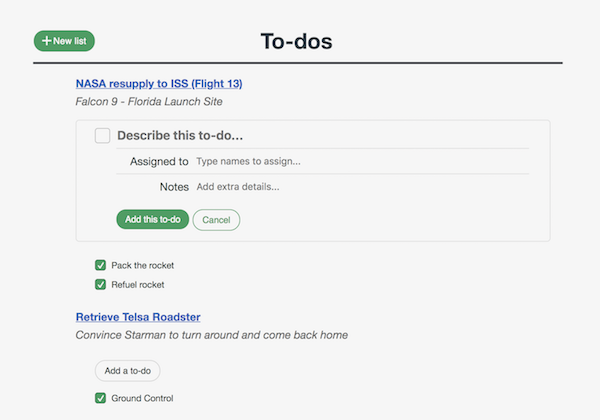 + New list
To-dos
NASA resupply to ISS (Flight 13)
Falcon 9 - Florida Launch Site
Describe this to-do...
Assigned to Type names to assign...
Notes Add extra details...
Add this to-do Cancel
Pack the rocket
Refuel rocket
Retrieve Telsa Roadster
Convince Starman to turn around and come back home
Add a to-do
Ground Control